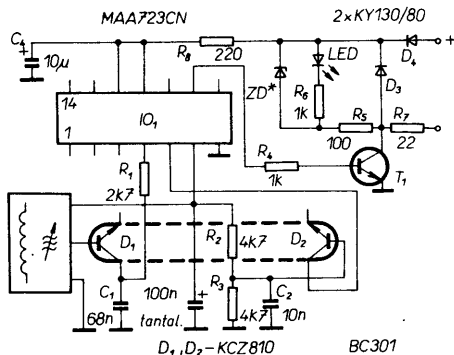 MAA723CN
2×KY130/80
C4 +
10μ
R8
220
LED
D4
+
ZD*
R6
1k
D3
14
1
IO1
R5
100
R7
22
R4
1k
T1
R1
2k7
D1
R2
4k7
D2
C1
68n
100n
+
tantal.
R3
4k7
C2
10n
D1, D2-KCZ810
BC301